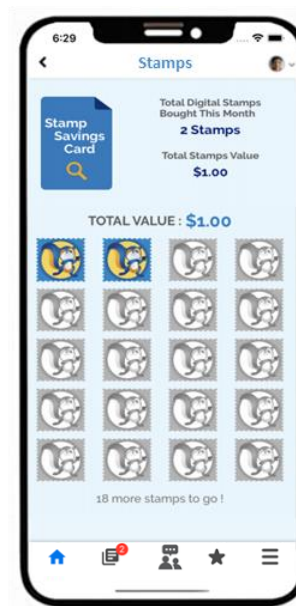 6:29
Stamps
Stamp
Savings
Card
Total Digital Stamps
Bought This Month
2 Stamps
Total Stamps Value
$1.00
TOTAL VALUE : $1.00
18 more stamps to go !
2